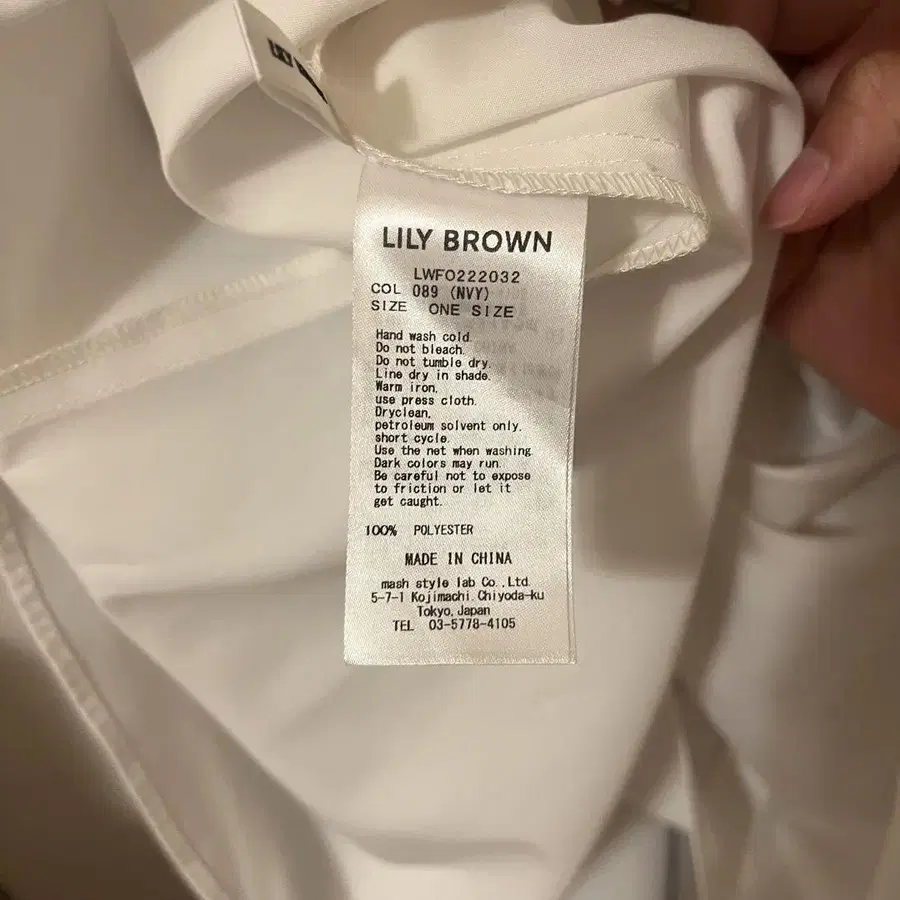 LILY BROWN
LWFO222032
COL 089 (NVY)
SIZE ONE SIZE
Hand wash cold.
Do not bleach.
Do not tumble dry.
Line dry in shade.
Warm iron,
use press cloth.
Dryclean,
petroleum solvent only.
short cycle.
Use the net when washing.
Dark colors may run.
Be careful not to expose
to friction or let it
get caught.
100% POLYESTER
MADE IN CHINA
mash style lab Co.,Ltd.
5-7-1 Kojimachi.Chiyoda-ku
Tokyo,Japan
TEL 03-5778-4105